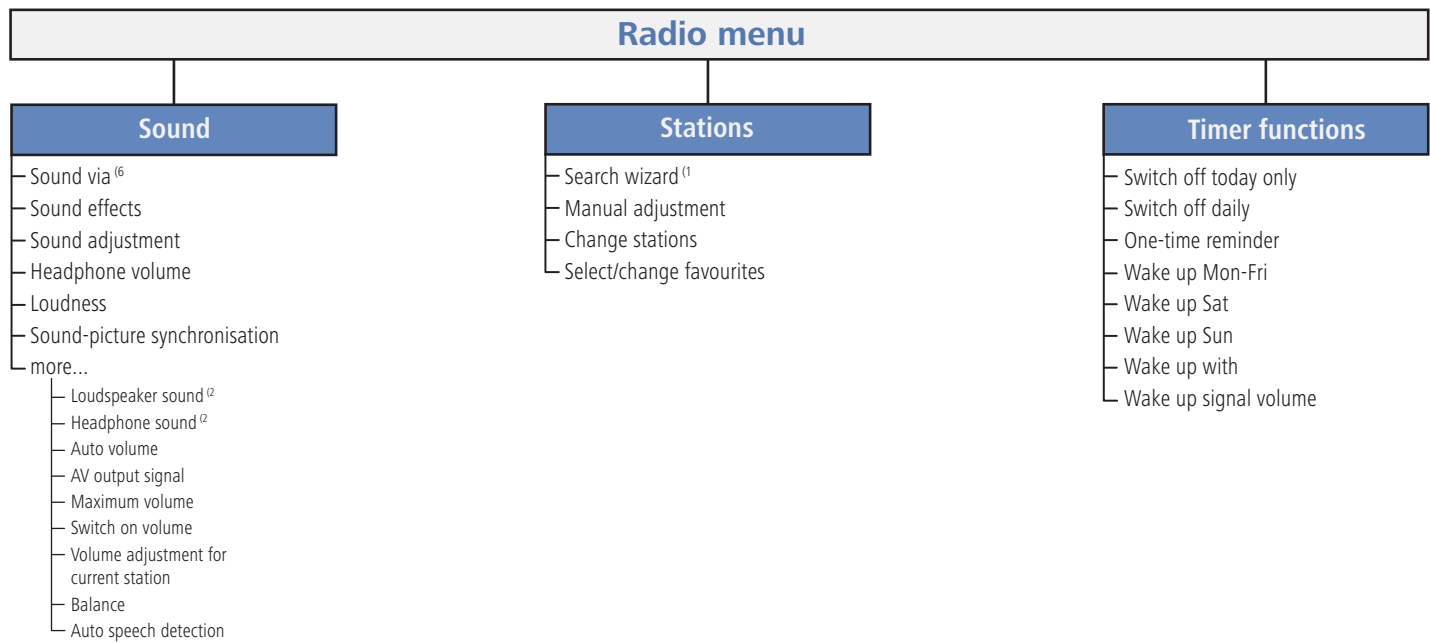 Radio menu
Sound
Sound via (6
Sound effects
Sound adjustment
Headphone volume
Loudness
Sound-picture synchronisation
more...
Loudspeaker sound (2
Headphone sound (2
Auto volume
AV output signal
Maximum volume
Switch on volume
Volume adjustment for
current station
Balance
Auto speech detection
Stations
Search wizard (1
Manual adjustment
Change stations
Select/change favourites
Timer functions
Switch off today only
Switch off daily
One-time reminder
Wake up Mon-Fri
Wake up Sat
Wake up Sun
Wake up with
Wake up signal volume